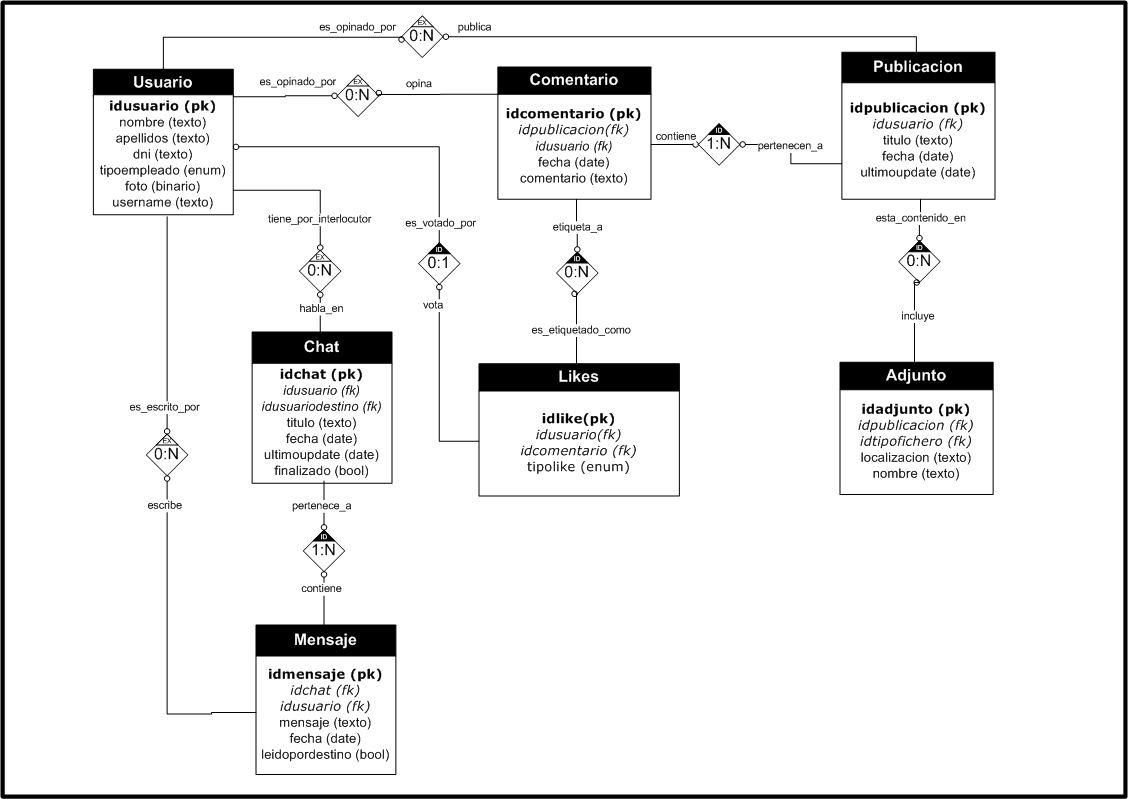 es_opinado_por
EX
0:N
publica
Usuario
idusuario (pk)
nombre (texto)
apellidos (texto)
dni (texto)
tipoempleado (enum)
foto (binario)
username (texto)
es_opinado_por
EX
0:N
opina
Comentario
idcomentario (pk)
idpublicacion(fk)
idusuario (fk)
fecha (date)
comentario (texto)
contiene
ID
1:N
pertenecen_a
Publicacion
idpublicacion (pk)
idusuario (fk)
titulo (texto)
fecha (date)
ultimoupdate (date)
tiene_por_interlocutor
EX
0:N
habla_en
es_votado_por
ID
0:1
vota
etiqueta_a
ID
0:N
es_etiquetado_como
esta_contenido_en
ID
0:N
incluye
Chat
idchat (pk)
idusuario (fk)
idusuariodestino (fk)
titulo (texto)
fecha (date)
ultimoupdate (date)
finalizado (bool)
Likes
idlike(pk)
idusuario(fk)
idcomentario (fk)
tipolike (enum)
Adjunto
idadjunto (pk)
idpublicacion (fk)
idtipofichero (fk)
localizacion (texto)
nombre (texto)
es_escrito_por
EX
0:N
escribe
pertenece_a
ID
1:N
contiene
Mensaje
idmensaje (pk)
idchat (fk)
idusuario (fk)
mensaje (texto)
fecha (date)
leidopordestino (bool)